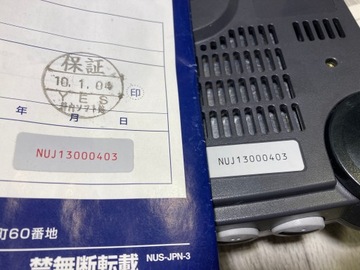 保証
10.1.04
YES
印
年 月 日
NUJ13000403
町60番地
禁無断転載
NUS-JPN-3
NUJ13000403